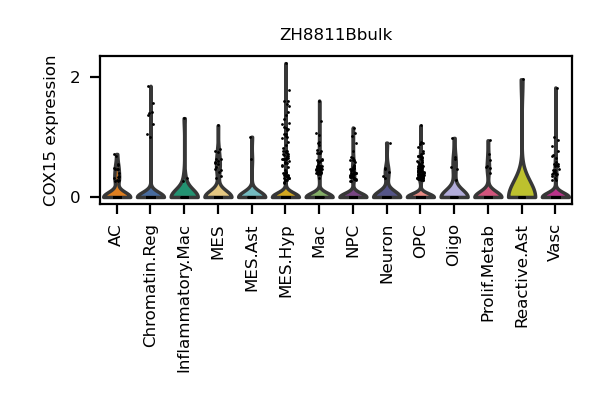 ZH8811Bbulk
COX15 expression
2
0
AC
Chromatin.Reg
Inflammatory.Mac
MES
MES.Ast
MES.Hyp
Mac
NPC
Neuron
OPC
Oligo
Prolif.Metab
Reactive.Ast
Vasc